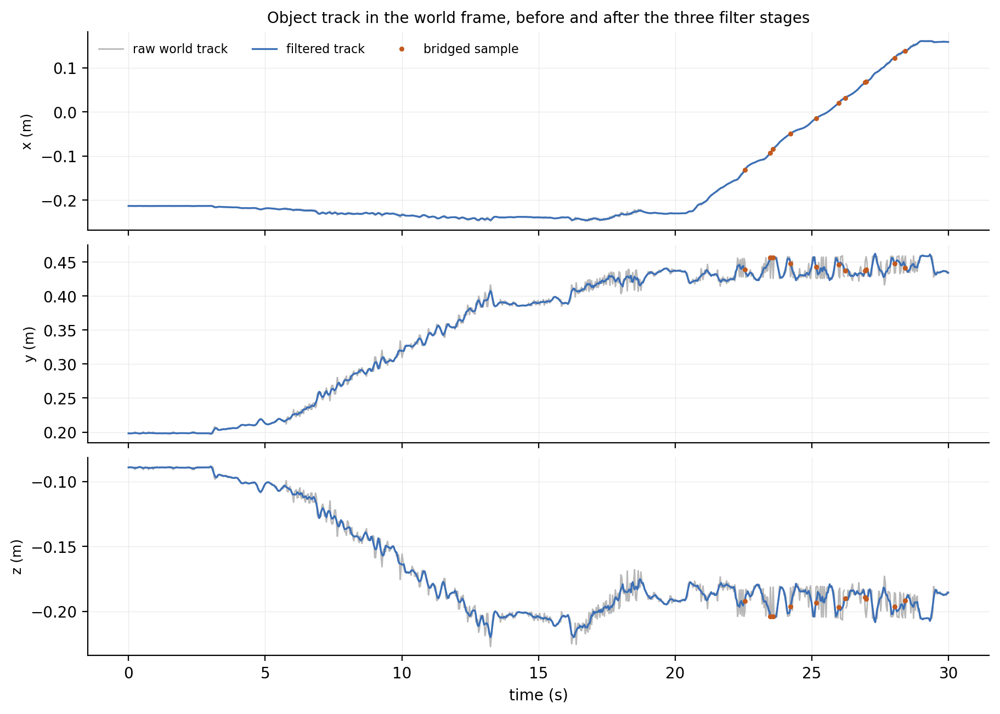 Object track in the world frame, before and after the three filter stages
raw world track
filtered track
bridged sample
0.1
0.0
−0.1
−0.2
x (m)
0.45
0.40
0.35
0.30
0.25
0.20
y (m)
−0.10
−0.15
−0.20
z (m)
0
5
10
15
20
25
30
time (s)